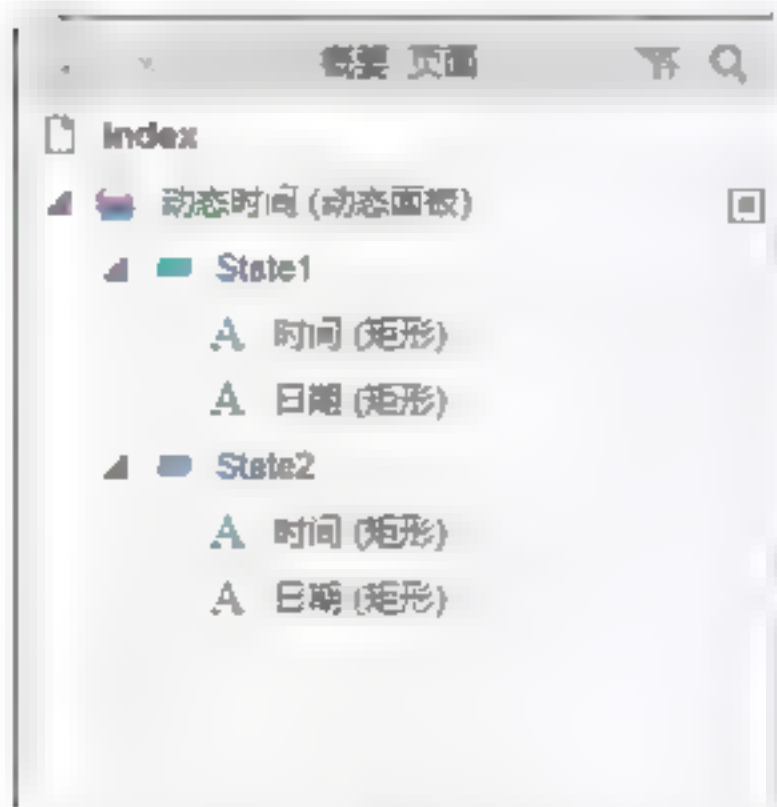 概要 页面
Index
动态时间 (动态面板)
State1
A 时间 (矩形)
A 日期 (矩形)
State2
A 时间 (矩形)
A 日期 (矩形)